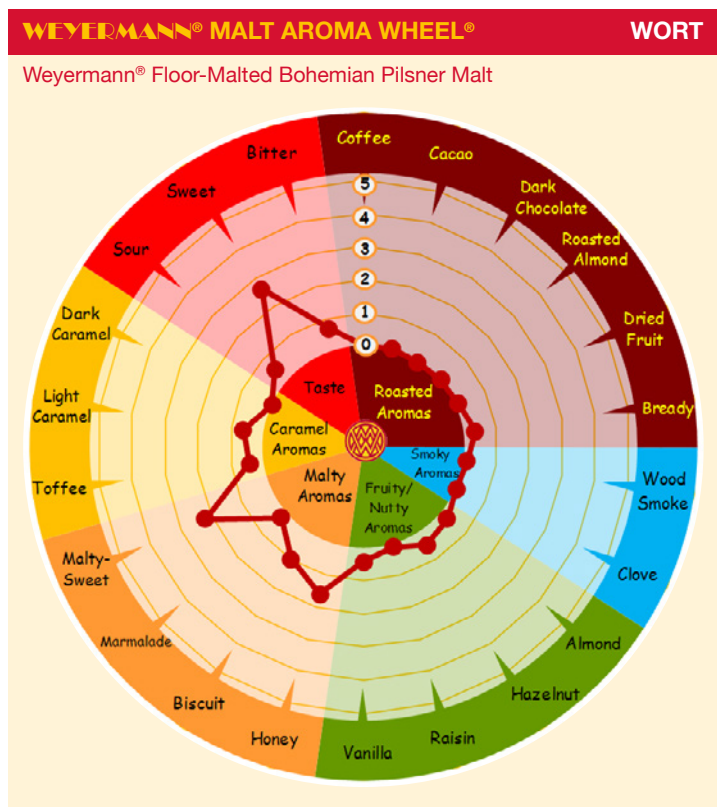 WEYERMANN® MALT AROMA WHEEL® WORT
Weyermann® Floor-Malted Bohemian Pilsner Malt
Coffee
Cacao
Dark
Chocolate
Roasted
Almond
Dried
Fruit
Bready
Wood
Smoke
Clove
Almond
Hazelnut
Raisin
Vanilla
Honey
Biscuit
Marmalade
Malty-
Sweet
Toffee
Light
Caramel
Dark
Caramel
Sour
Sweet
Bitter
5
4
3
2
1
0
Taste
Roasted
Aromas
Caramel
Aromas
Smoky
Aromas
Malty
Aromas
Fruity/
Nutty
Aromas